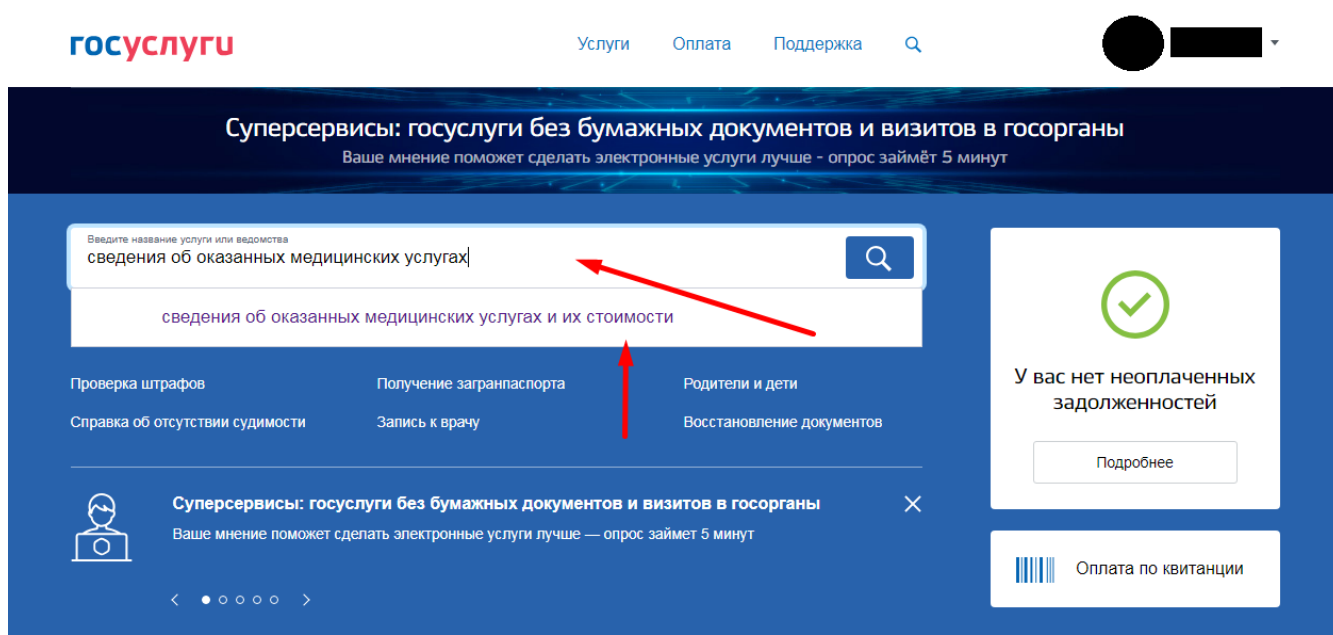 госуслуги
Услуги Оплата Поддержка
Суперсервисы: госуслуги без бумажных документов и визитов в госорганы
Ваше мнение поможет сделать электронные услуги лучше - опрос займёт 5 минут
Введите название услуги или ведомства
сведения об оказанных медицинских услугах
сведения об оказанных медицинских услугах и их стоимости
Проверка штрафов Получение загранпаспорта Родители и дети
Справка об отсутствии судимости Запись к врачу Восстановление документов
У вас нет неоплаченных
задолженностей
Подробнее
Суперсервисы: госуслуги без бумажных документов и визитов в госорганы
Ваше мнение поможет сделать электронные услуги лучше — опрос займет 5 минут
Оплата по квитанции